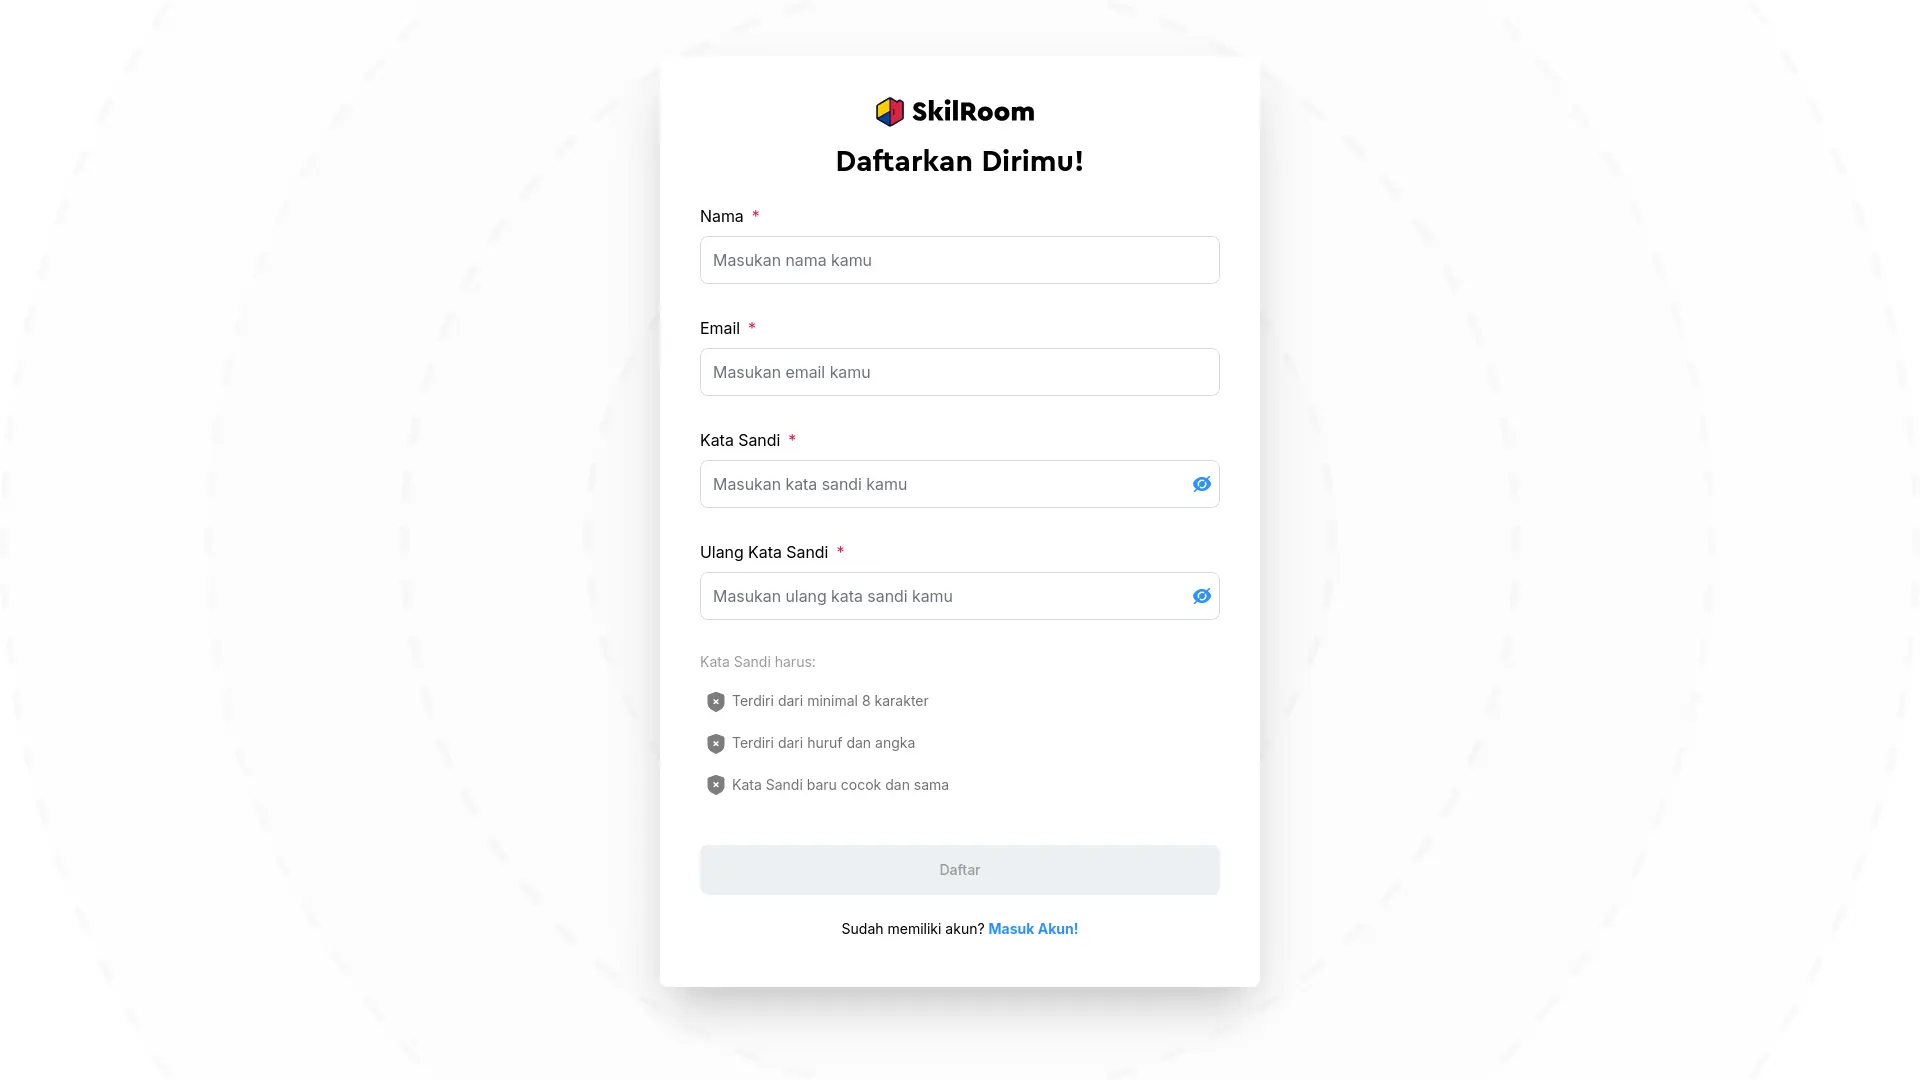 SkilRoom
Daftarkan Dirimu!
Nama *
Masukan nama kamu
Email *
Masukan email kamu
Kata Sandi *
Masukan kata sandi kamu
Ulang Kata Sandi *
Masukan ulang kata sandi kamu
Kata Sandi harus:
Terdiri dari minimal 8 karakter
Terdiri dari huruf dan angka
Kata Sandi baru cocok dan sama
Daftar
Sudah memiliki akun? Masuk Akun!